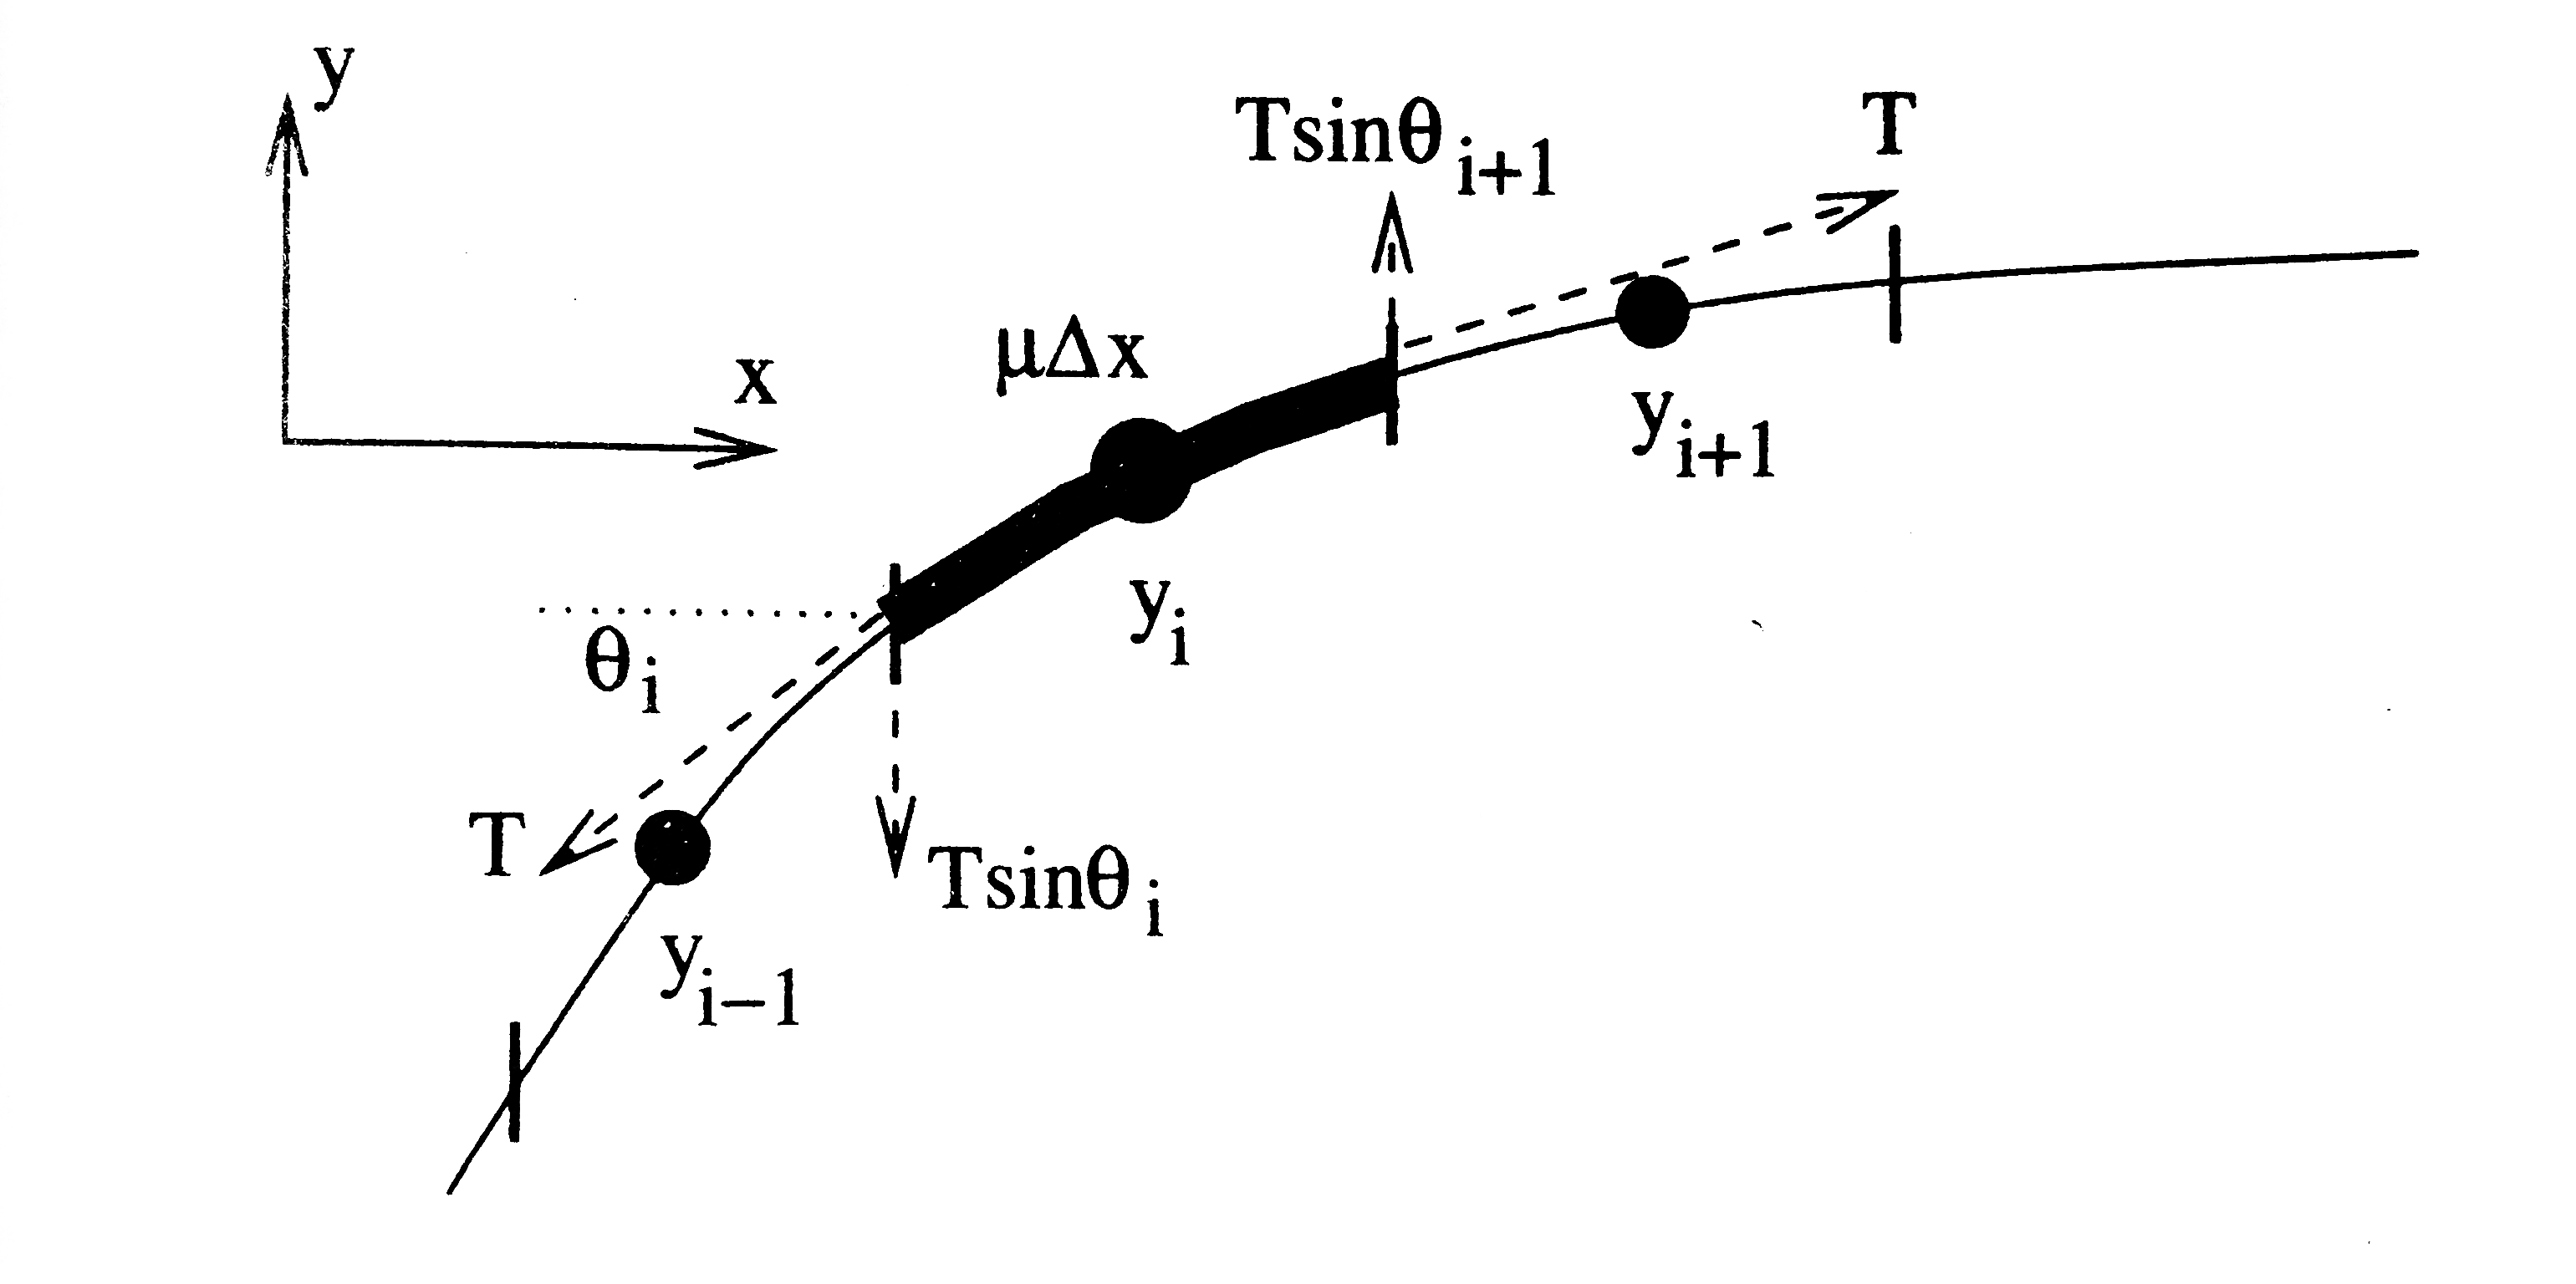 y
Tsinθ i+1
T
μΔx
x
y i+1
y i
θ i
T
Tsinθ i
y i−1